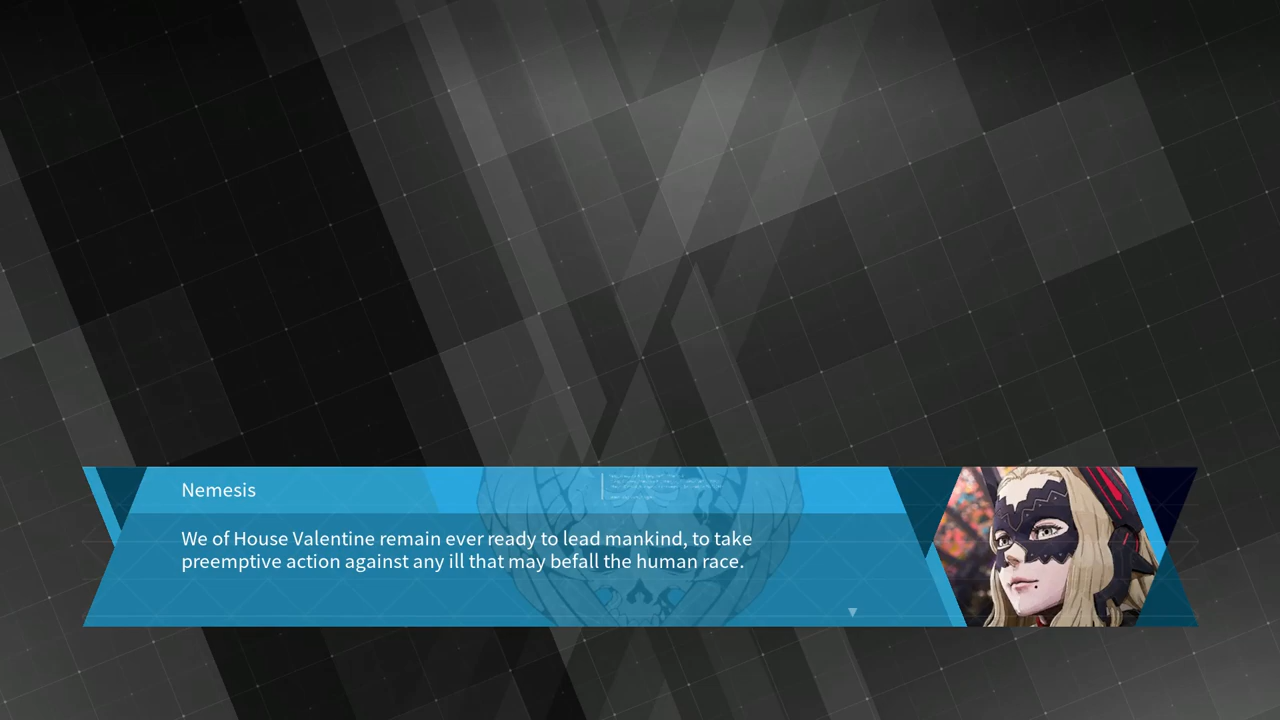 Nemesis
We of House Valentine remain ever ready to lead mankind, to take
preemptive action against any ill that may befall the human race.